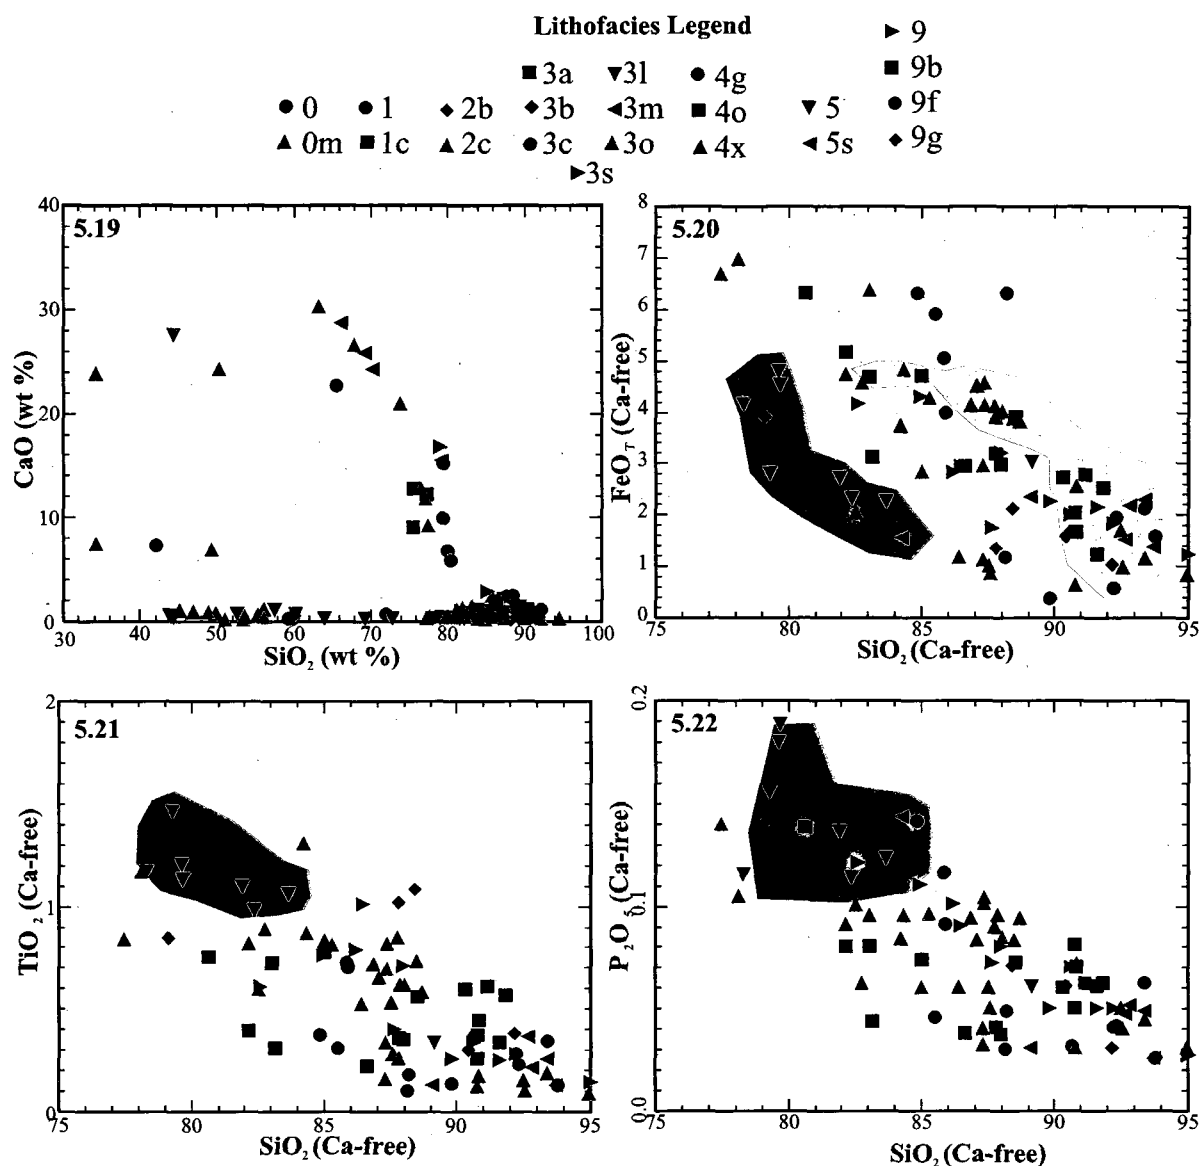 Lithofacies Legend
9
3a 3l 4g 9b
0 1 2b 3b 3m 4o 5 9f
0m 1c 2c 3c 3o 4x 5s 9g
3s
5.19
CaO (wt %)
40
30
20
10
0
30 40 50 60 70 80 90 100
SiO2 (wt %)
5.20
FeOT (Ca-free)
8
7
6
5
4
3
2
1
0
75 80 85 90 95
SiO2 (Ca-free)
5.21
TiO2 (Ca-free)
2
1
0
75 80 85 90 95
SiO2 (Ca-free)
5.22
P2O5 (Ca-free)
0.2
0.1
0.0
75 80 85 90 95
SiO2 (Ca-free)